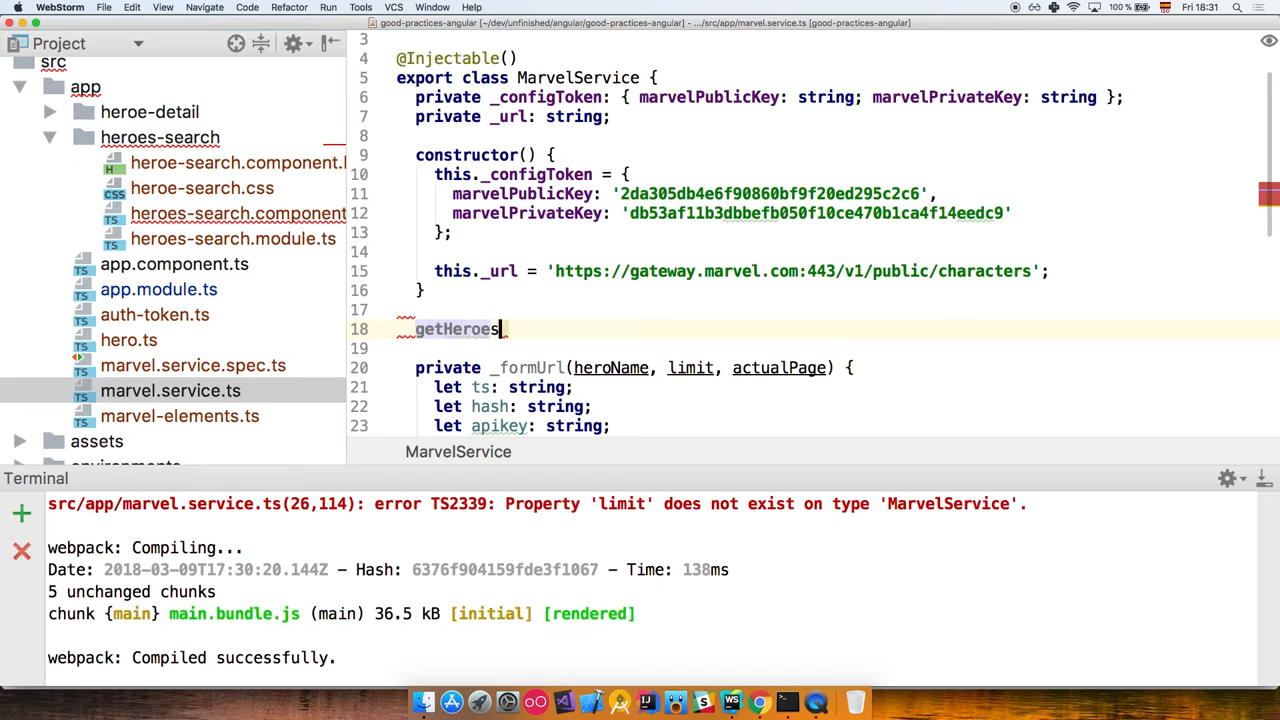 WebStorm File Edit View Navigate Code Refactor Run Tools VCS Window Help 100 % Fri 18:31
good-practices-angular [~/dev/unfinished/angular/good-practices-angular] - .../src/app/marvel.service.ts [good-practices-angular]
Project
src
app
heroe-detail
heroes-search
heroe-search.component.
heroe-search.css
heroes-search.component
heroes-search.module.ts
app.component.ts
app.module.ts
auth-token.ts
hero.ts
marvel.service.spec.ts
marvel.service.ts
marvel-elements.ts
assets
3
4 @Injectable()
5 export class MarvelService {
6 private _configToken: { marvelPublicKey: string; marvelPrivateKey: string };
7 private _url: string;
8
9 constructor() {
10 this._configToken = {
11 marvelPublicKey: '2da305db4e6f90860bf9f20ed295c2c6',
12 marvelPrivateKey: 'db53af11b3dbbefb050f10ce470b1ca4f14eedc9'
13 };
14
15 this._url = 'https://gateway.marvel.com:443/v1/public/characters';
16 }
17
18 getHeroes
19
20 private _formUrl(heroName, limit, actualPage) {
21 let ts: string;
22 let hash: string;
23 let apikey: string;
MarvelService
Terminal
src/app/marvel.service.ts(26,114): error TS2339: Property 'limit' does not exist on type 'MarvelService'.
webpack: Compiling...
Date: 2018-03-09T17:30:20.144Z - Hash: 6376f904159fde3f1067 - Time: 138ms
5 unchanged chunks
chunk {main} main.bundle.js (main) 36.5 kB [initial] [rendered]
webpack: Compiled successfully.